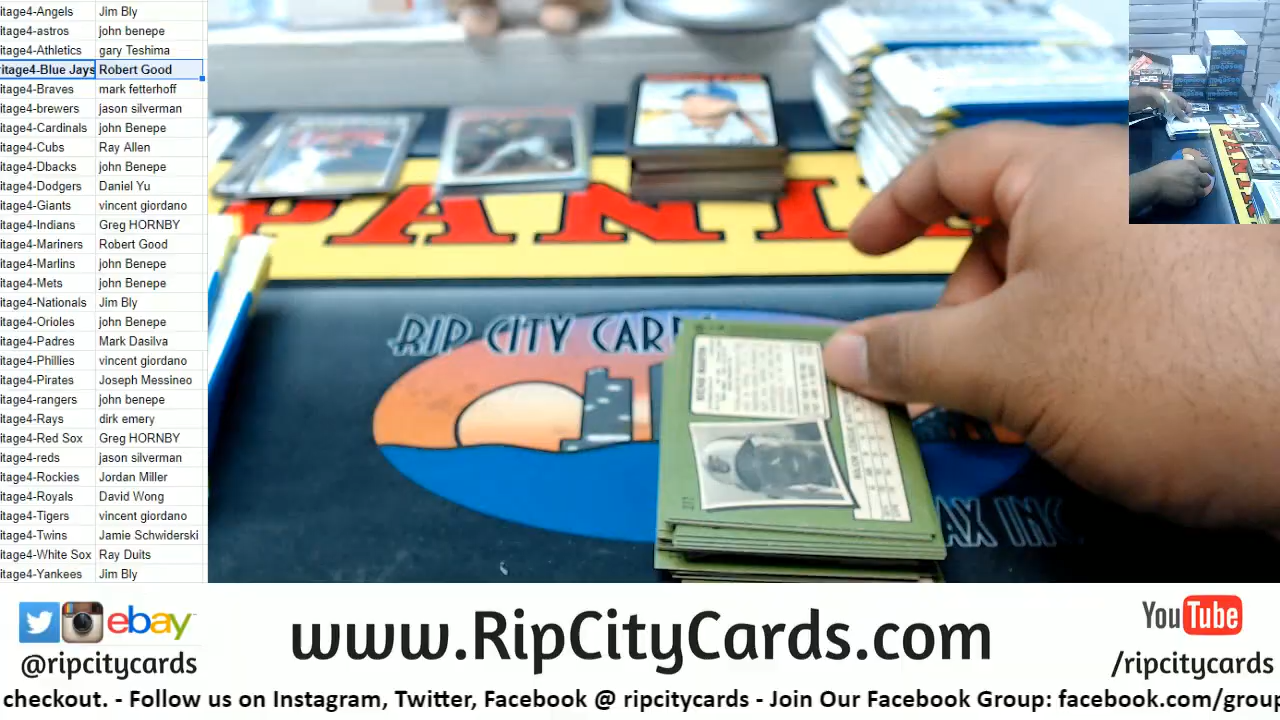 itage4-Angels Jim Bly
itage4-astros john benepe
itage4-Athletics gary Teshima
ritage4-Blue Jays Robert Good
itage4-Braves mark fetterhoff
itage4-brewers jason silverman
itage4-Cardinals john Benepe
itage4-Cubs Ray Allen
itage4-Dbacks john Benepe
itage4-Dodgers Daniel Yu
itage4-Giants vincent giordano
itage4-Indians Greg HORNBY
itage4-Mariners Robert Good
itage4-Marlins john Benepe
itage4-Mets john Benepe
itage4-Nationals Jim Bly
itage4-Orioles john Benepe
itage4-Padres Mark Dasilva
itage4-Phillies vincent giordano
itage4-Pirates Joseph Messineo
itage4-rangers john benepe
itage4-Rays dirk emery
itage4-Red Sox Greg HORNBY
itage4-reds jason silverman
itage4-Rockies Jordan Miller
itage4-Royals David Wong
itage4-Tigers vincent giordano
itage4-Twins Jamie Schwiderski
itage4-White Sox Ray Duits
itage4-Yankees Jim Bly
PANINI
RIP CITY CARDS
AX INC
ebay
@ripcitycards
www.RipCityCards.com
YouTube
/ripcitycards
checkout. - Follow us on Instagram, Twitter, Facebook @ ripcitycards - Join Our Facebook Group: facebook.com/group